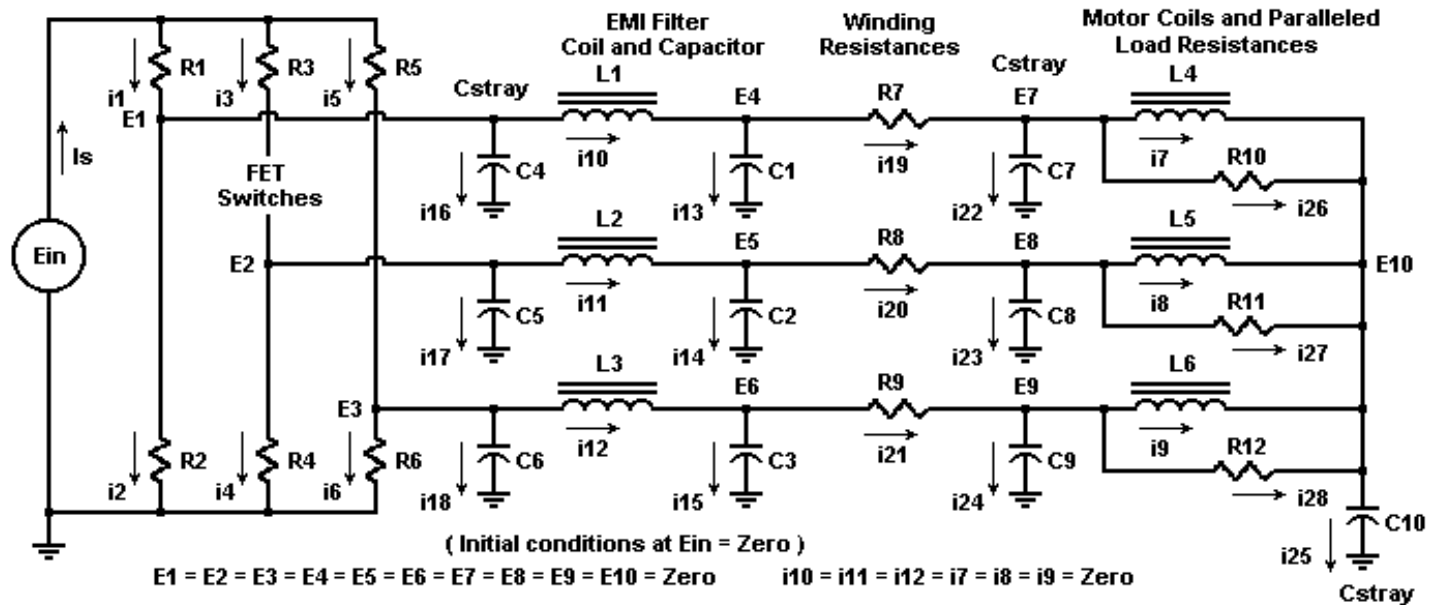 EMI Filter
Coil and Capacitor
Winding
Resistances
Motor Coils and Paralleled
Load Resistances
R1
R3
R5
i1
i3
i5
E1
Is
Cstray
L1
E4
R7
Cstray
E7
L4
i10
i19
i7
R10
C4
C1
C7
i16
i13
i22
i26
FET
Switches
Ein
E2
L2
E5
R8
E8
L5
E10
i11
i20
i8
R11
C5
C2
C8
i17
i14
i23
i27
E3
L3
E6
R9
E9
L6
i12
i21
i9
R12
R2
R4
R6
C6
C3
C9
i2
i4
i6
i18
i15
i24
i28
C10
i25
Cstray
( Initial conditions at Ein = Zero )
E1 = E2 = E3 = E4 = E5 = E6 = E7 = E8 = E9 = E10 = Zero
i10 = i11 = i12 = i7 = i8 = i9 = Zero